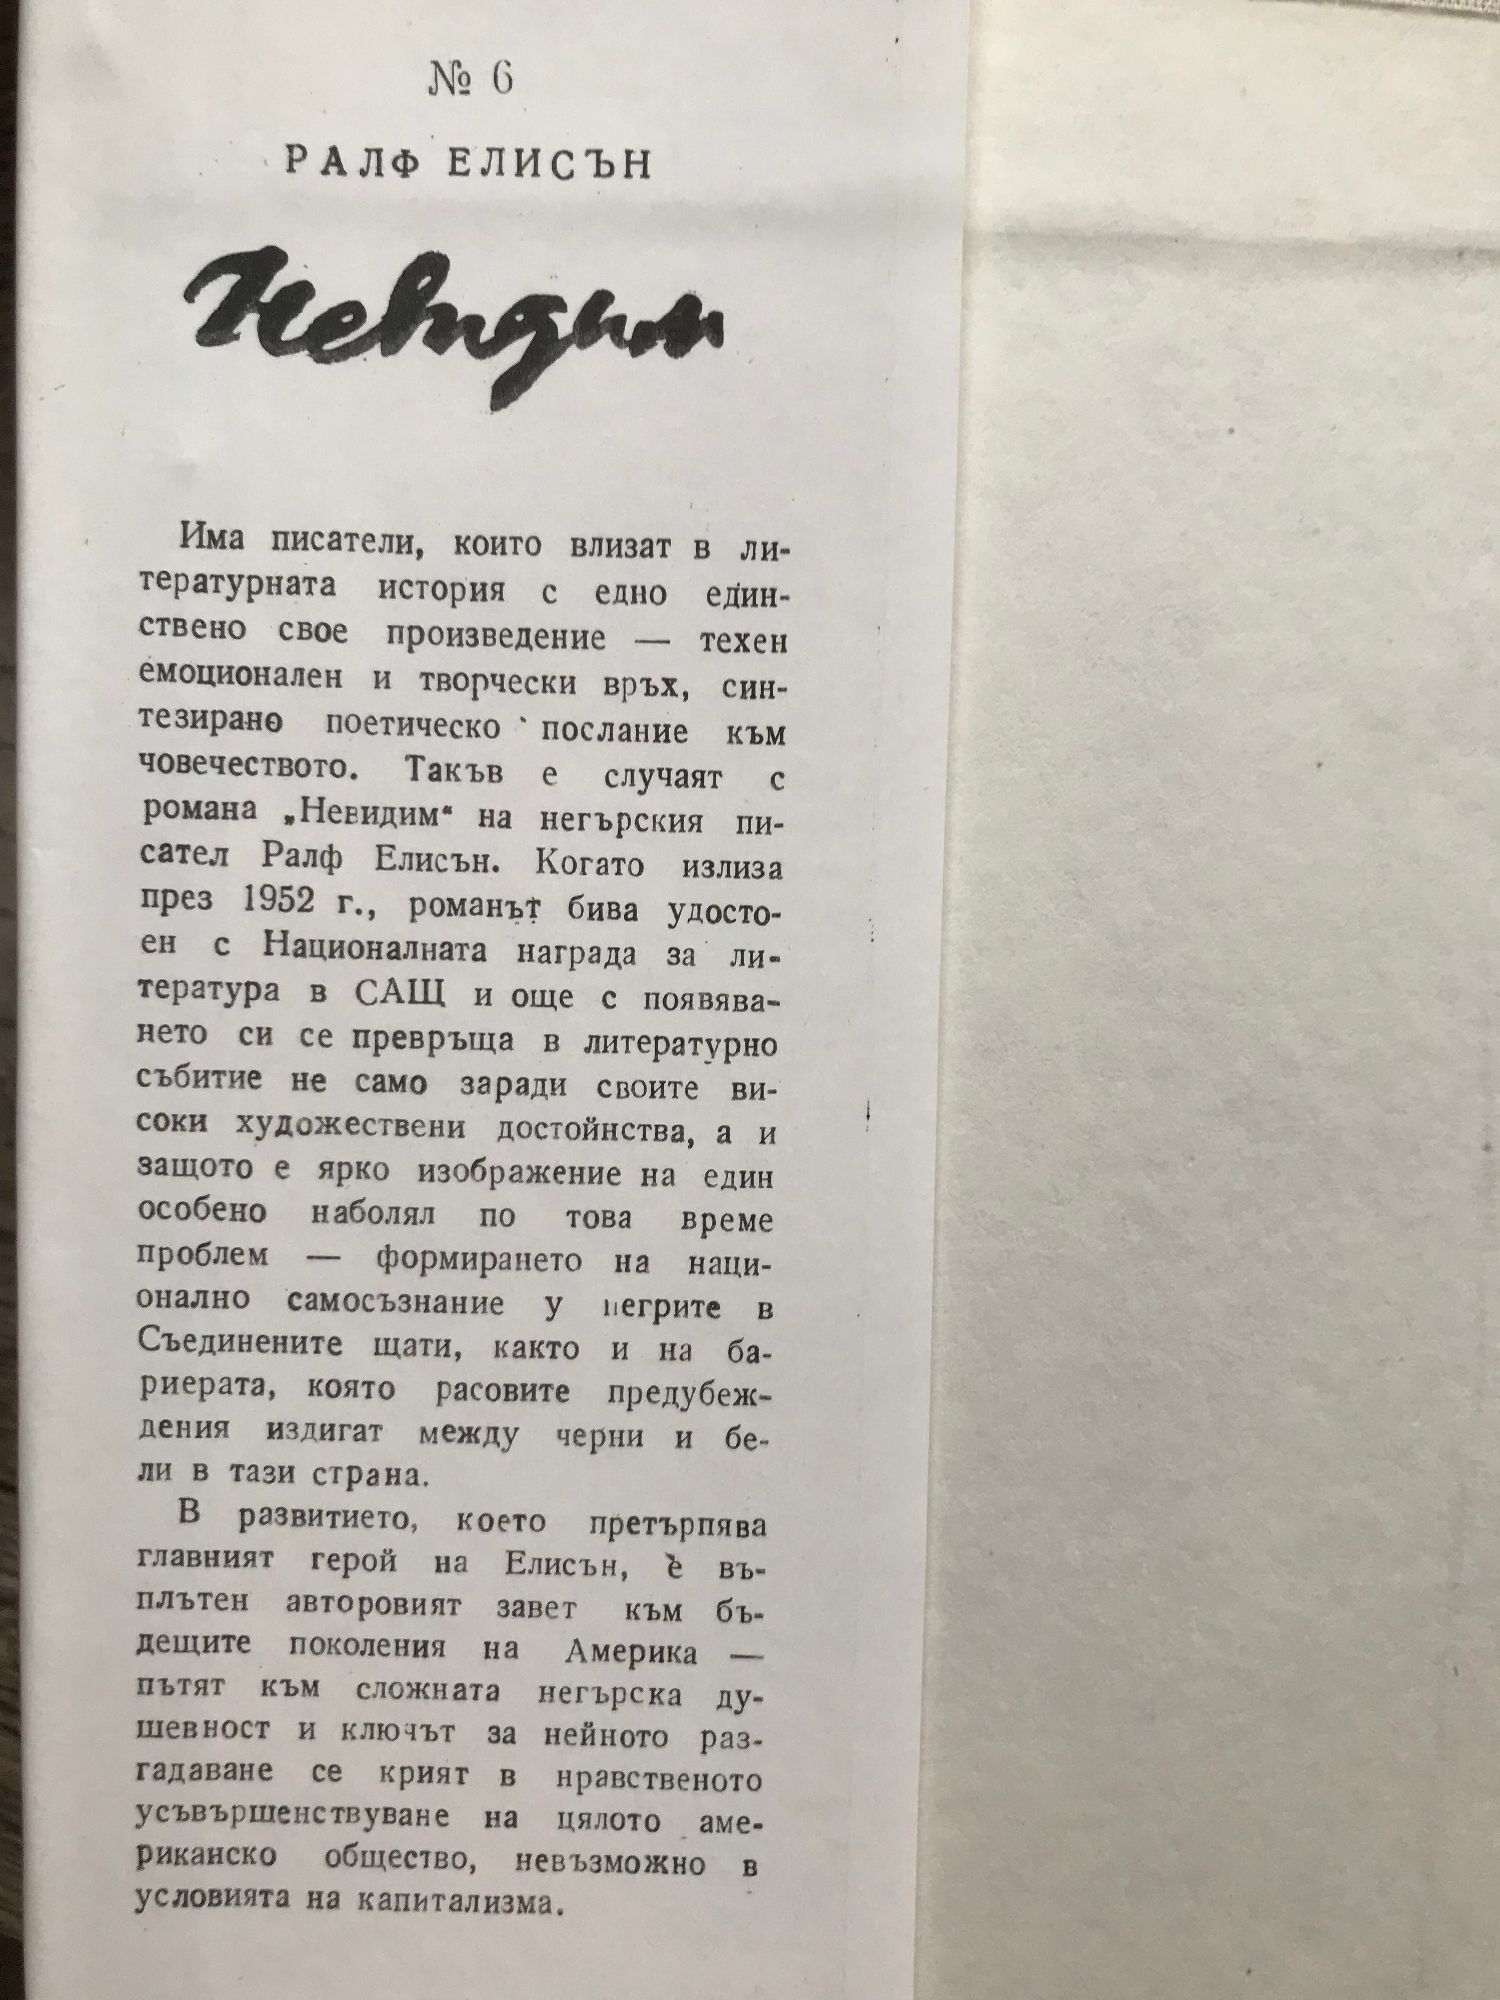 № 6
РАЛФ ЕЛИСЪН
Невидим
Има писатели, които влизат в ли-
тературната история с едно един-
ствено свое произведение — техен
емоционален и творчески връх, син-
тезирано поетическо послание към
човечеството. Такъв е случаят с
романа „Невидим“ на негърския пи-
сател Ралф Елисън. Когато излиза
през 1952 г., романът бива удосто-
ен с Националната награда за ли-
тература в САЩ и още с появява-
нето си се превръща в литературно
събитие не само заради своите ви-
соки художествени достойнства, а и
защото е ярко изображение на един
особено наболял по това време
проблем — формирането на наци-
онално самосъзнание у негрите в
Съединените щати, както и на ба-
риерата, която расовите предубеж-
дения издигат между черни и бе-
ли в тази страна.
В развитието, което претърпява
главният герой на Елисън, е въ-
плътен авторовият завет към бъ-
дещите поколения на Америка —
пътят към сложната негърска ду-
шевност и ключът за нейното раз-
гадаване се крият в нравственото
усъвършенствуване на цялото аме-
риканско общество, невъзможно в
условията на капитализма.